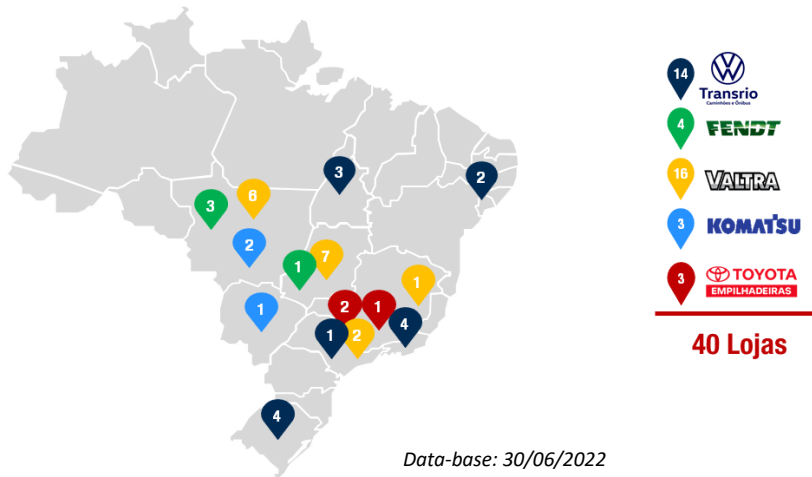 3
2
3
6
2
1
7
1
1
2
1
4
1
2
4
Data-base: 30/06/2022
14
Transrio
Caminhões e Ônibus
4
FENDT
16
VALTRA
3
KOMATSU
3
TOYOTA
EMPILHADEIRAS
40 Lojas